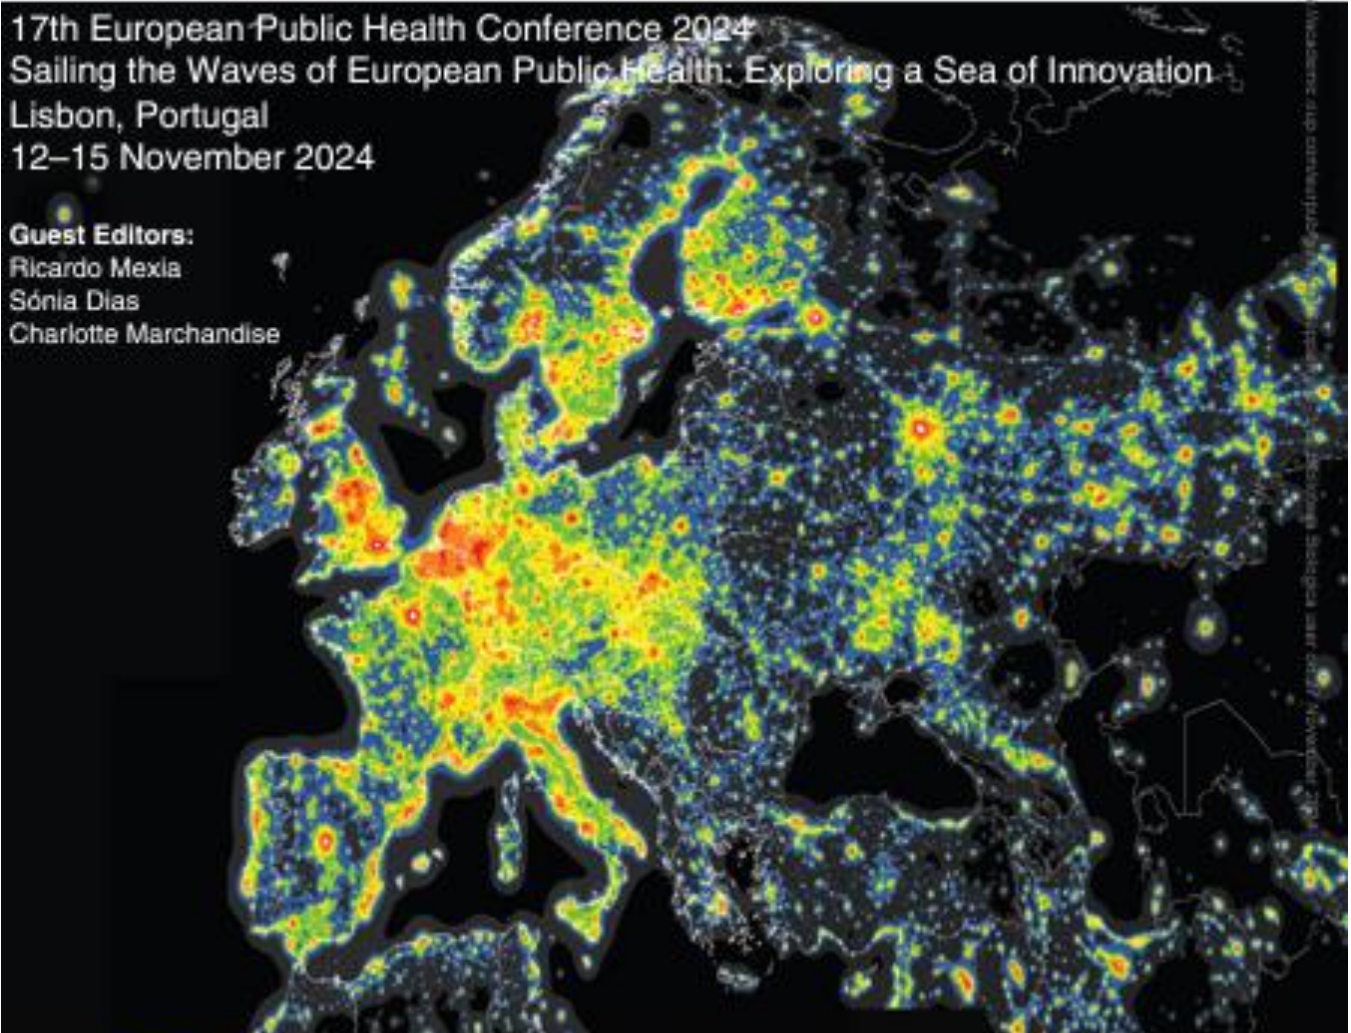 17th European Public Health Conference 2024
Sailing the Waves of European Public Health: Exploring a Sea of Innovation
Lisbon, Portugal
12–15 November 2024
Guest Editors:
Ricardo Mexia
Sónia Dias
Charlotte Marchandise